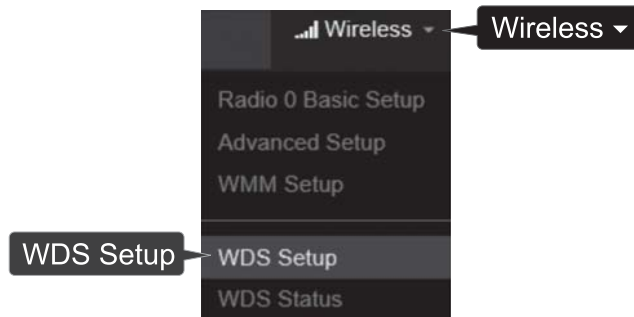 Wireless
Wireless
Radio 0 Basic Setup
Advanced Setup
WMM Setup
WDS Setup
WDS Setup
WDS Status